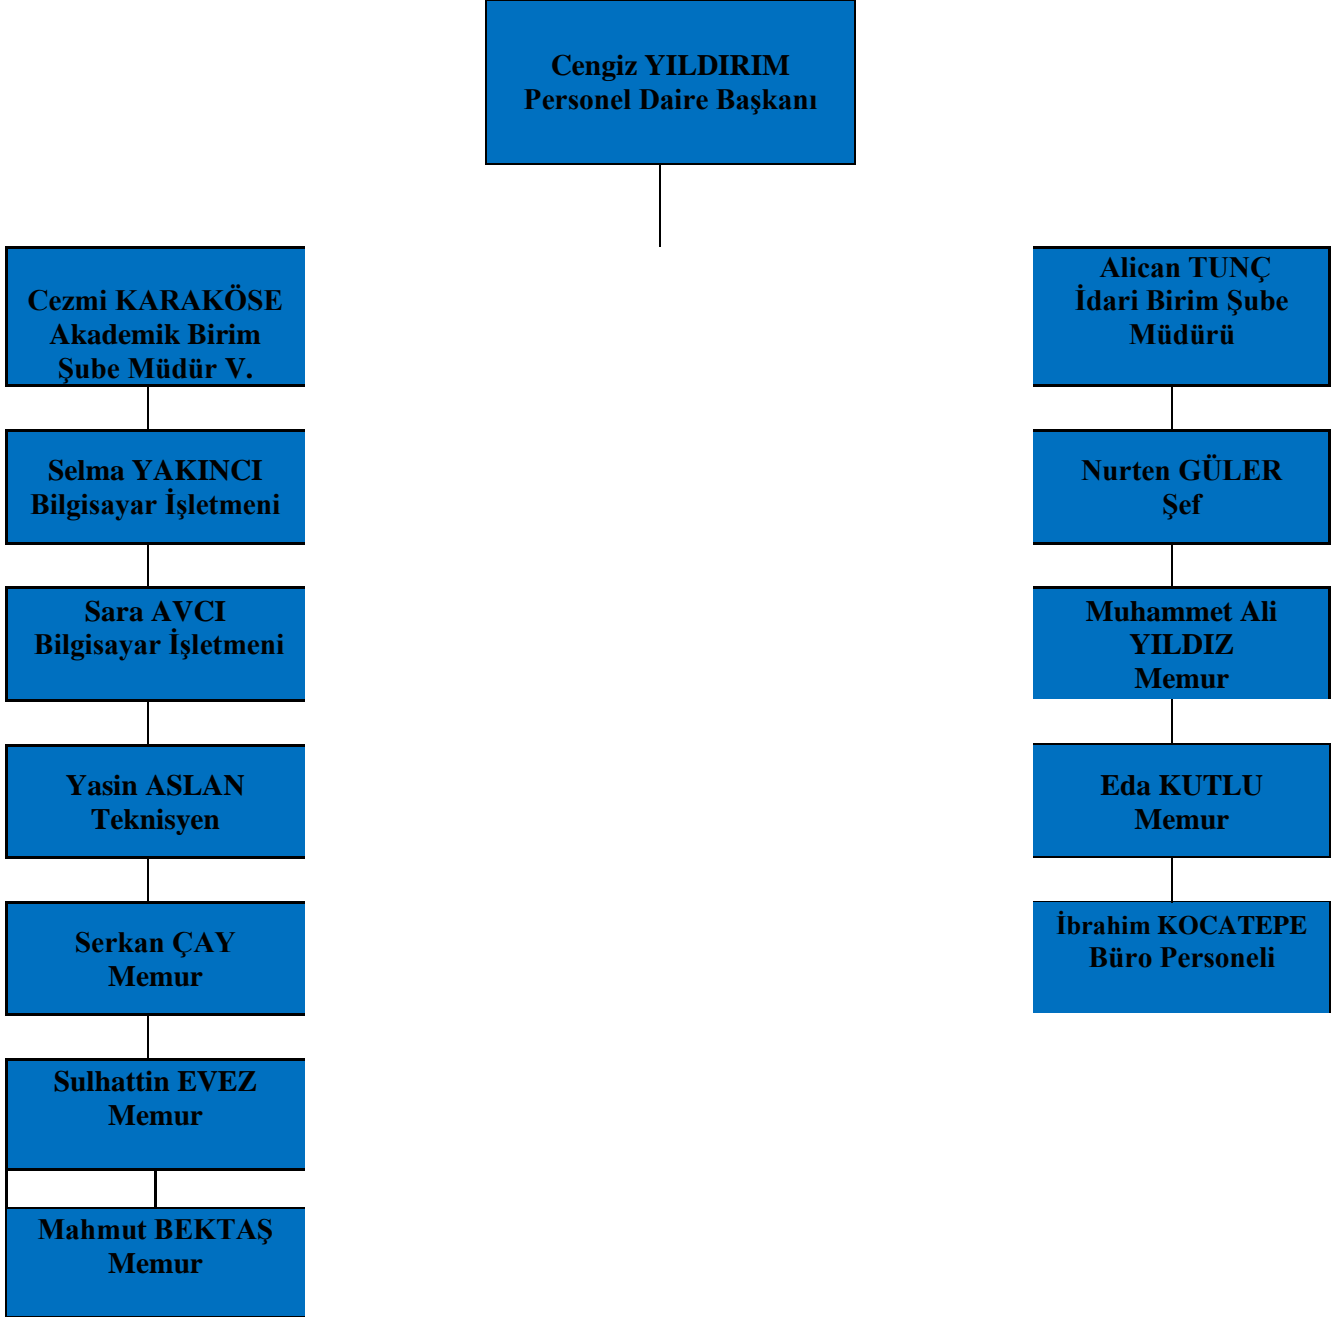 Cengiz YILDIRIM
Personel Daire Başkanı
Cezmi KARAKÖSE
Akademik Birim
Şube Müdür V.
Selma YAKINCI
Bilgisayar İşletmeni
Sara AVCI
Bilgisayar İşletmeni
Yasin ASLAN
Teknisyen
Serkan ÇAY
Memur
Sulhattin EVEZ
Memur
Mahmut BEKTAŞ
Memur
Alican TUNÇ
İdari Birim Şube
Müdürü
Nurten GÜLER
Şef
Muhammet Ali
YILDIZ
Memur
Eda KUTLU
Memur
İbrahim KOCATEPE
Büro Personeli